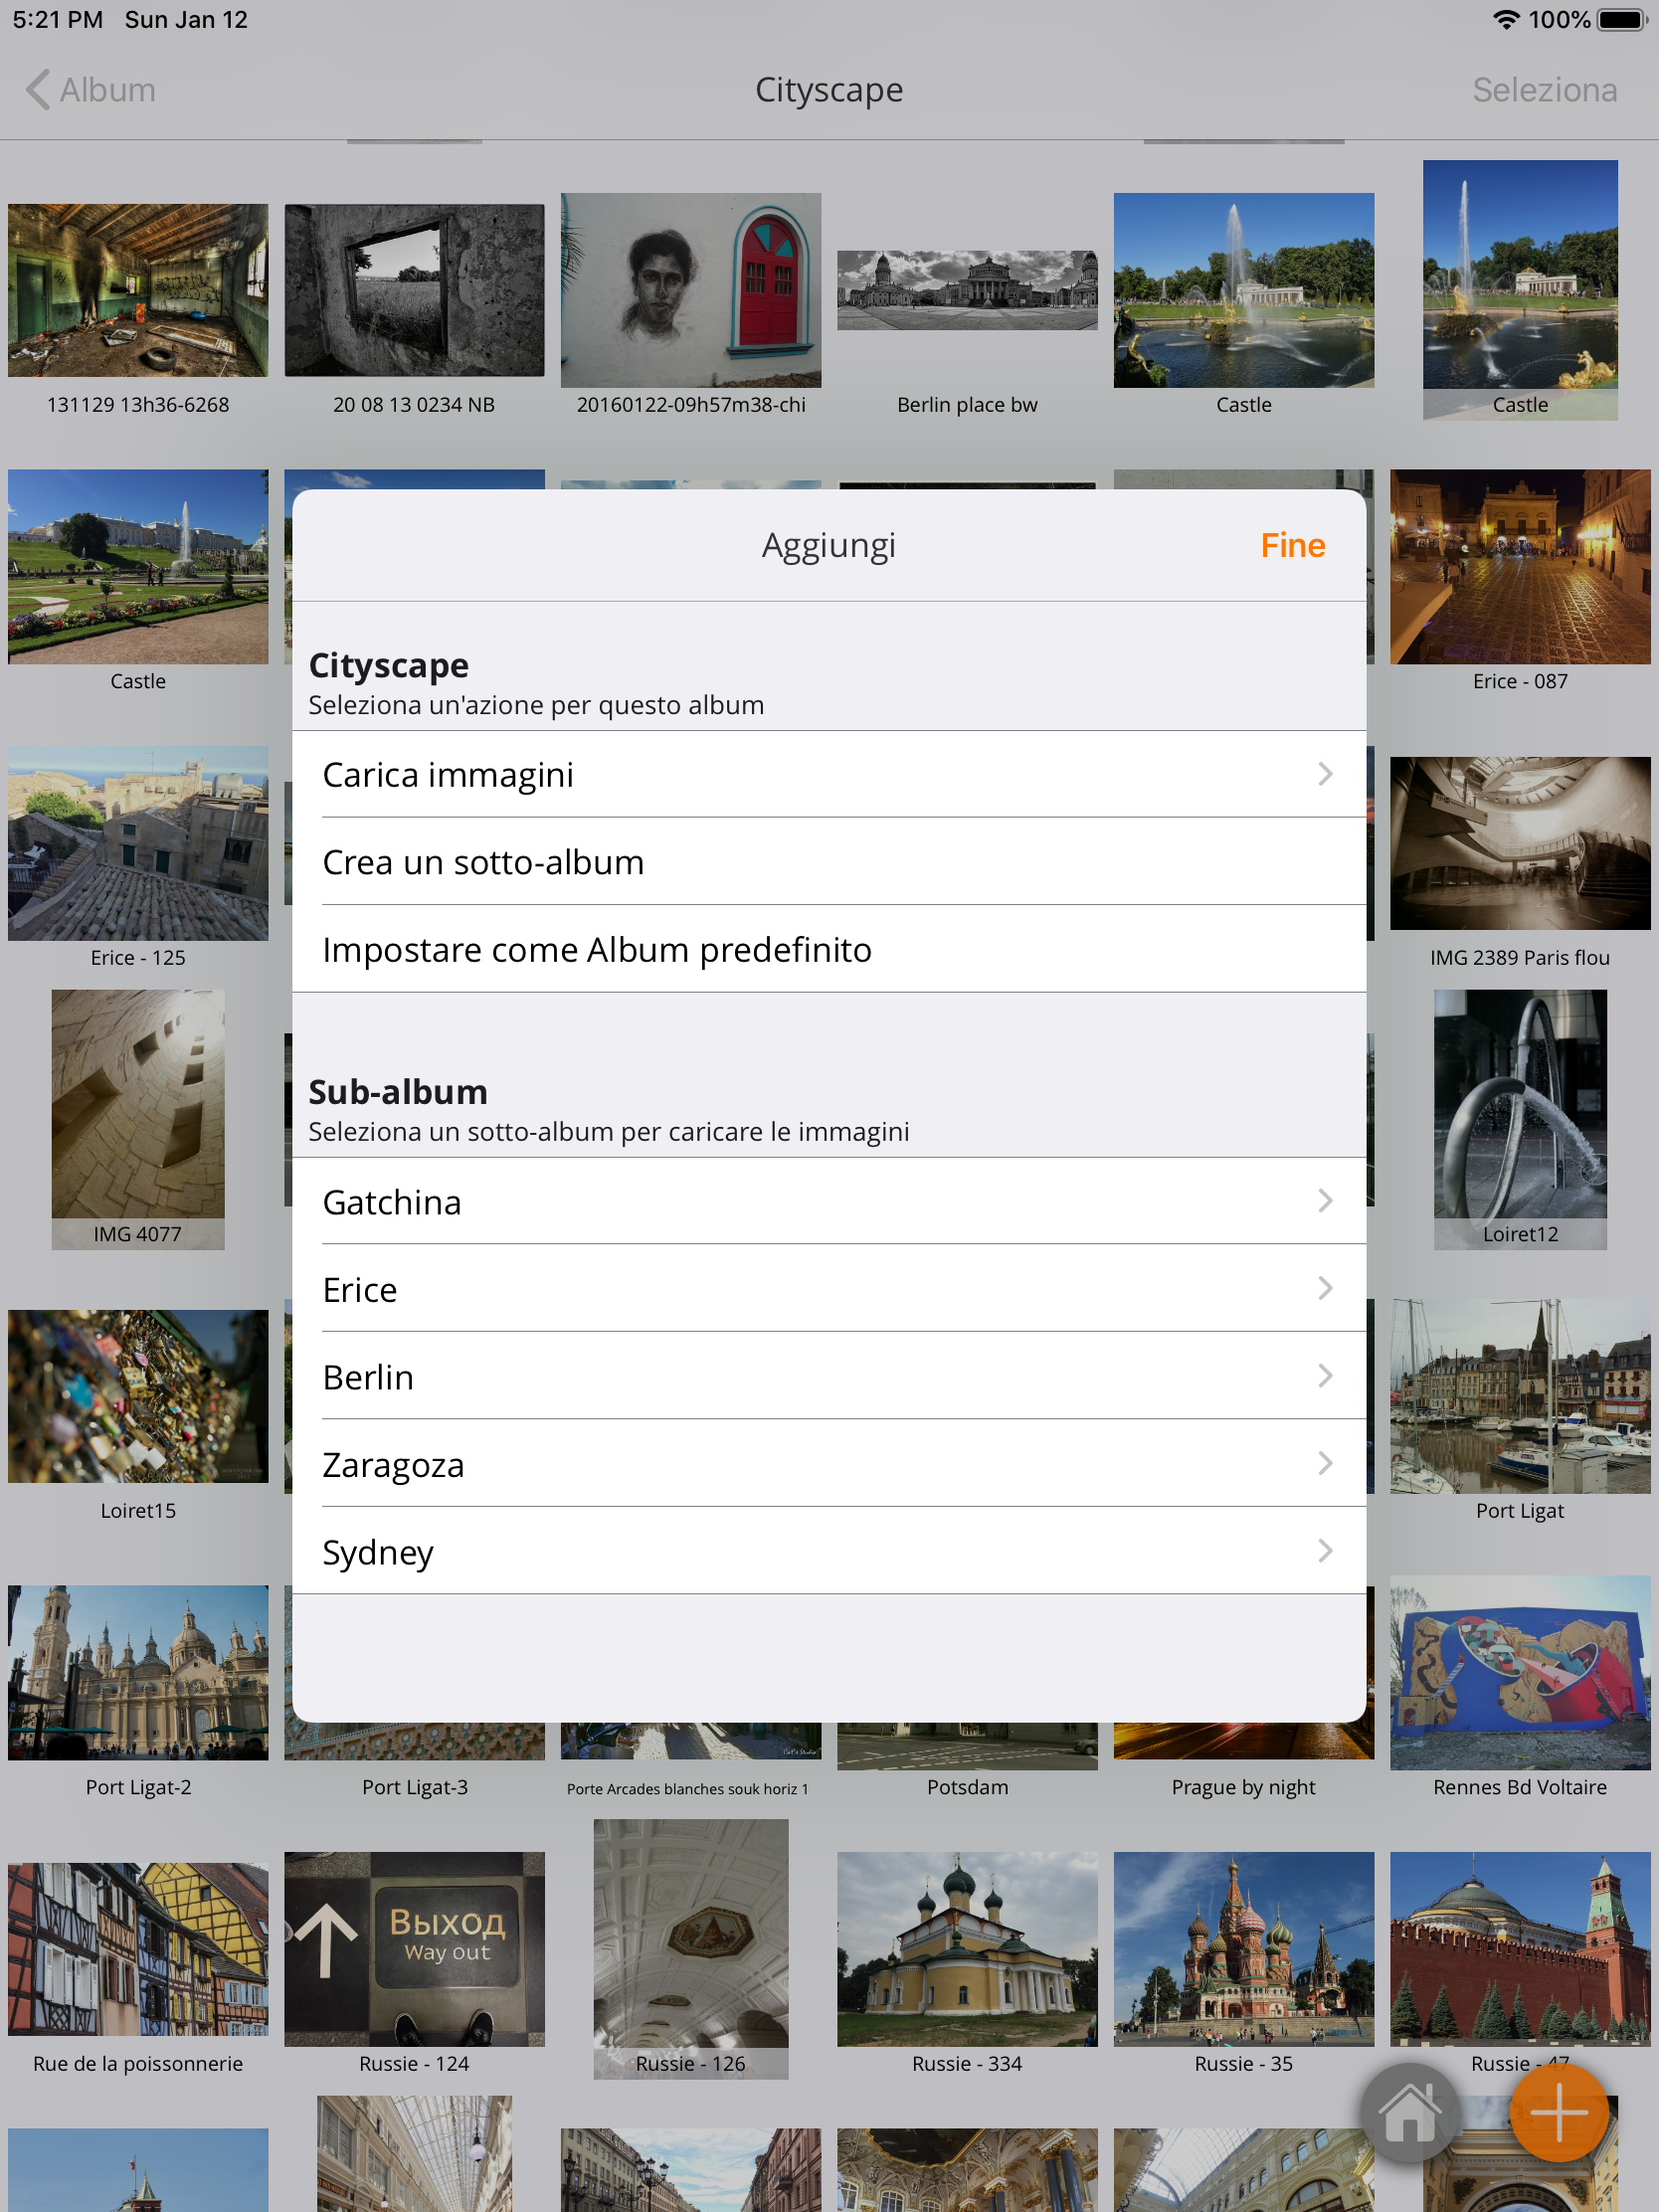 5:21 PM Sun Jan 12
100%
Album
Cityscape
Seleziona
131129 13h36-6268
20 08 13 0234 NB
20160122-09h57m38-chi
Berlin place bw
Castle
Castle
Castle
Erice - 087
Aggiungi
Fine
Cityscape
Seleziona un'azione per questo album
Carica immagini
Crea un sotto-album
Impostare come Album predefinito
Erice - 125
IMG 2389 Paris flou
Sub-album
Seleziona un sotto-album per caricare le immagini
IMG 4077
Loiret12
Gatchina
Erice
Berlin
Zaragoza
Sydney
Loiret15
Port Ligat
Port Ligat-2
Port Ligat-3
Porte Arcades blanches souk horiz 1
Potsdam
Prague by night
Rennes Bd Voltaire
Выход
Way out
Rue de la poissonnerie
Russie - 124
Russie - 126
Russie - 334
Russie - 35
Russie - 47